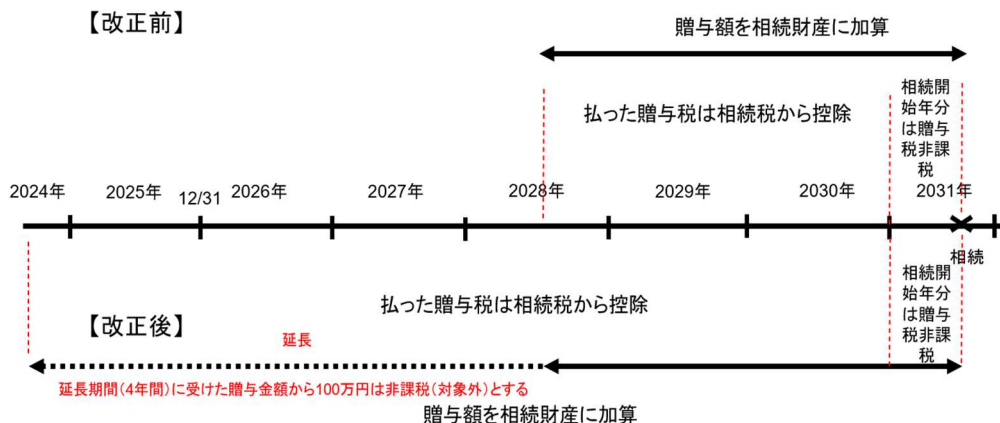 【改正前】
贈与額を相続財産に加算
払った贈与税は相続税から控除
相続開
始年分
は贈与
税非課
税
2024年
2025年
12/31
2026年
2027年
2028年
2029年
2030年
2031年
相続
相続開
始年分
は贈与
税非課
税
払った贈与税は相続税から控除
【改正後】
延長
延長期間(4年間)に受けた贈与金額から100万円は非課税(対象外)とする
贈与額を相続財産に加算